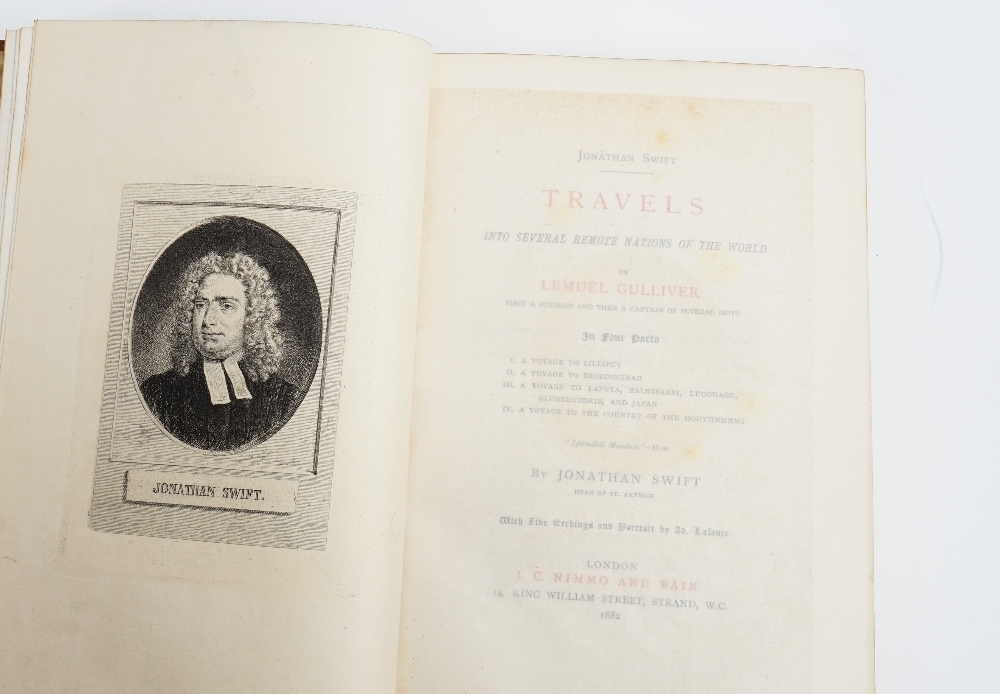 JONATHAN SWIFT.
JONATHAN SWIFT
TRAVELS
INTO SEVERAL REMOTE NATIONS OF THE WORLD
BY
LEMUEL GULLIVER
FIRST A SURGEON AND THEN A CAPTAIN OF SEVERAL SHIPS
In Four Parts
I. A VOYAGE TO LILLIPUT
II. A VOYAGE TO BROBDINGNAG
III. A VOYAGE TO LAPUTA, BALNIBARBI, LUGGNAGG,
GLUBBDUBDRIB, AND JAPAN
IV. A VOYAGE TO THE COUNTRY OF THE HOUYHNHNMS
"Splendide Mendax."—HOR.
BY JONATHAN SWIFT
DEAN OF ST. PATRICK
With Five Etchings and Portrait by Ad. Lalauze
LONDON
J. C. NIMMO AND BAIN
14, KING WILLIAM STREET, STRAND, W.C.
1882